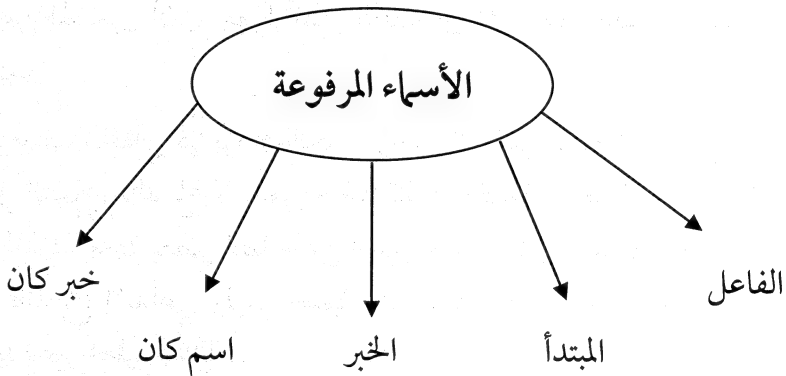 الأسماء المرفوعة
الفاعل
المبتدأ
الخبر
اسم كان
خبر كان